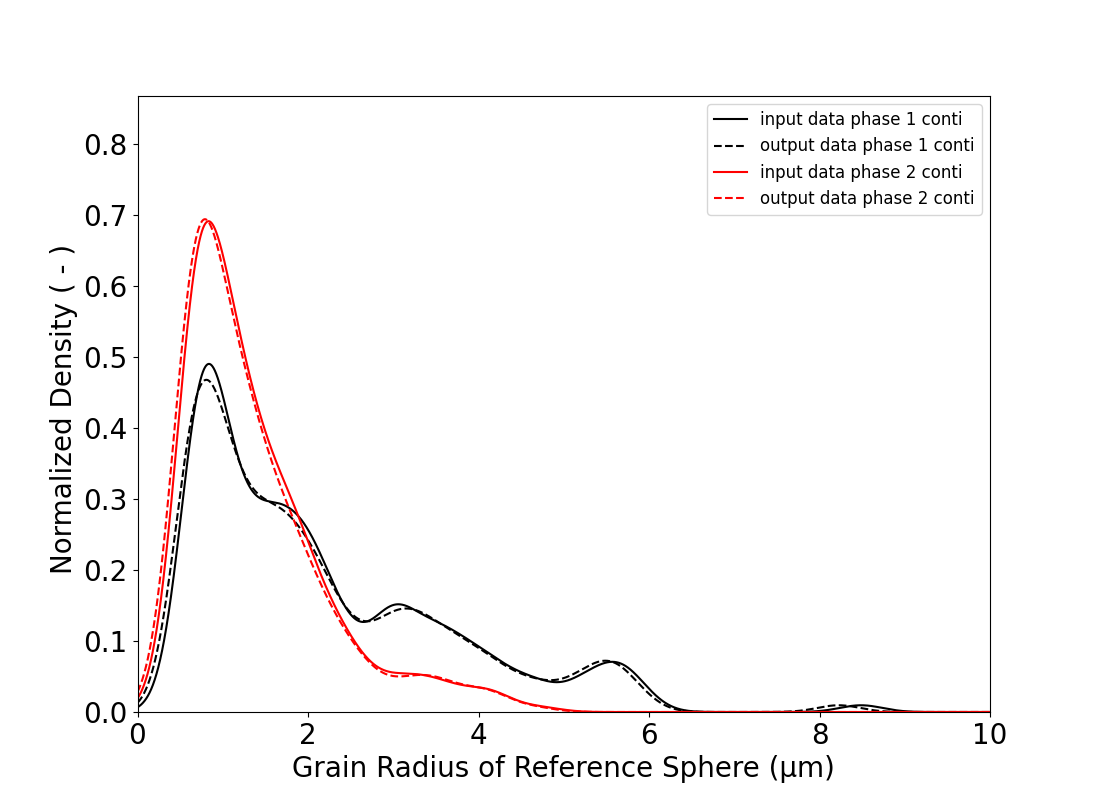 input data phase 1 conti
output data phase 1 conti
input data phase 2 conti
output data phase 2 conti
Normalized Density ( - )
0.8
0.7
0.6
0.5
0.4
0.3
0.2
0.1
0.0
0 2 4 6 8 10
Grain Radius of Reference Sphere (μm)